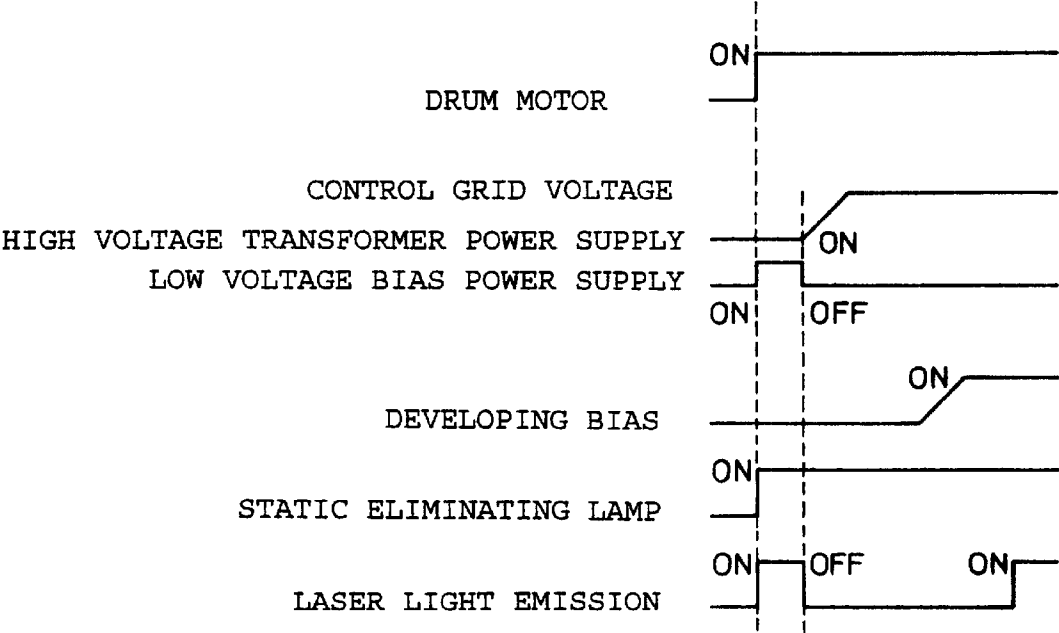 ON
DRUM MOTOR
CONTROL GRID VOLTAGE
HIGH VOLTAGE TRANSFORMER POWER SUPPLY ON
LOW VOLTAGE BIAS POWER SUPPLY
ON OFF
ON
DEVELOPING BIAS
ON
STATIC ELIMINATING LAMP
ON OFF ON
LASER LIGHT EMISSION